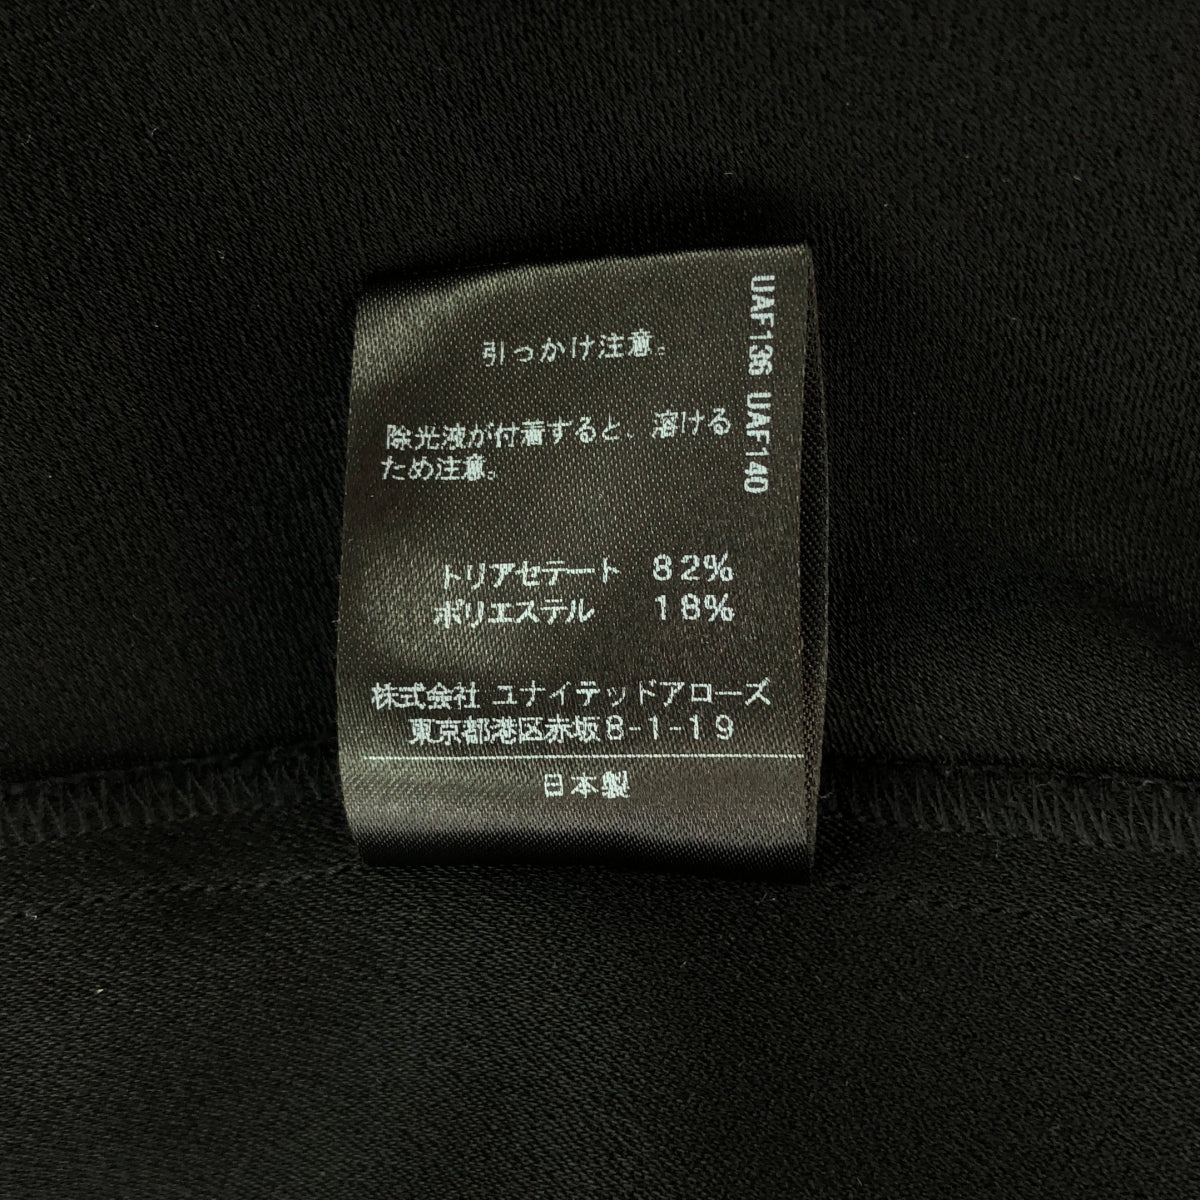 引っかけ注意。
除光液が付着すると、溶ける
ため注意。
トリアセテート 82%
ポリエステル 18%
株式会社 ユナイテッドアローズ
東京都港区赤坂8-1-19
日本製
UAF136 UAF140